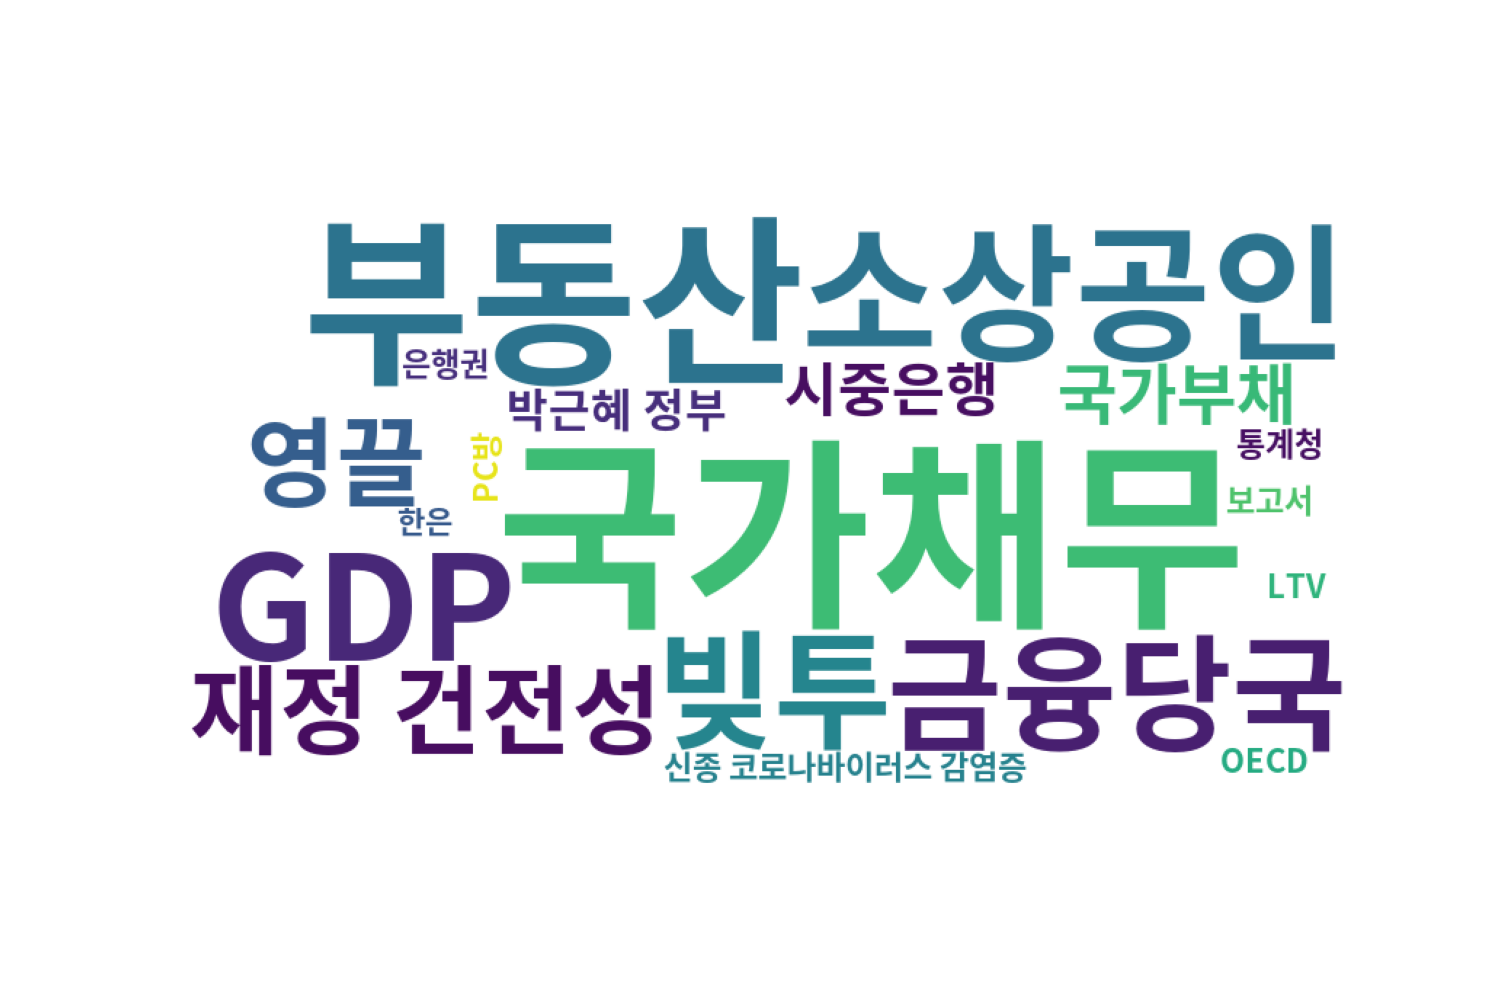 부동산 소상공인
은행권
박근혜 정부
시중은행
국가부채
영끌
PC방
통계청
국가채무
보고서
한은
GDP
LTV
재정 건전성
빚투
금융당국
신종 코로나바이러스 감염증
OECD